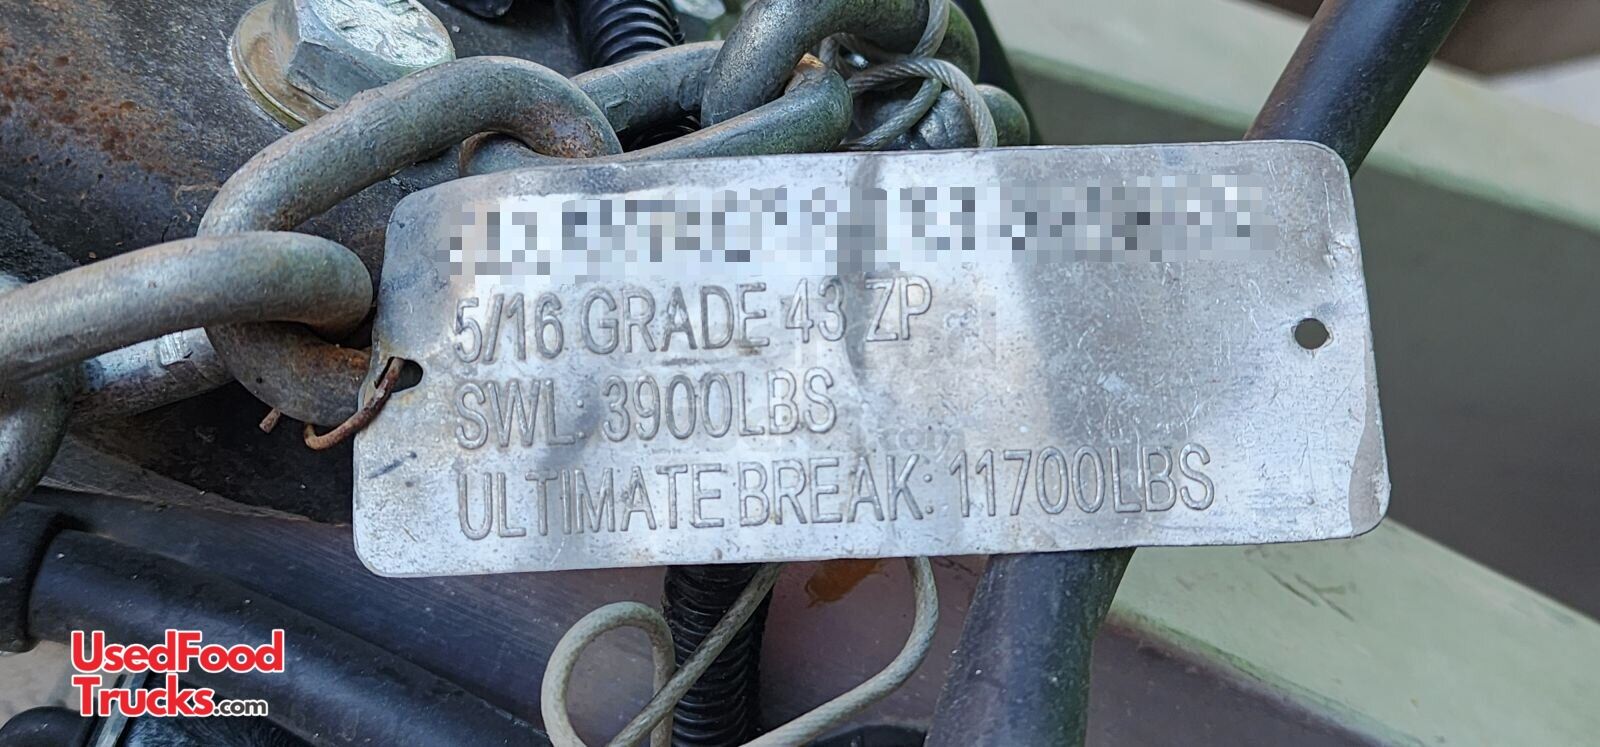 5/16 GRADE 43 ZP
SWL: 3900LBS
ULTIMATE BREAK: 11700LBS
UsedFood
Trucks.com